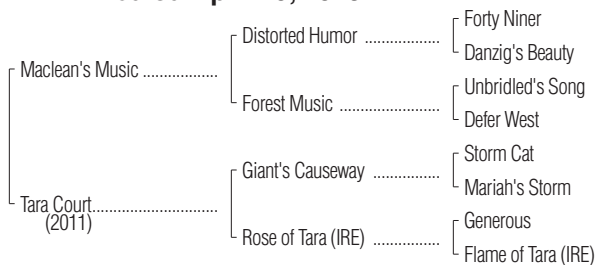 Forty Niner
Distorted Humor ..................
Danzig's Beauty
Maclean's Music ..................
Unbridled's Song
Forest Music ........................
Defer West
Storm Cat
Giant's Causeway ................
Mariah's Storm
Tara Court..............................
(2011)
Generous
Rose of Tara (IRE) ................
Flame of Tara (IRE)